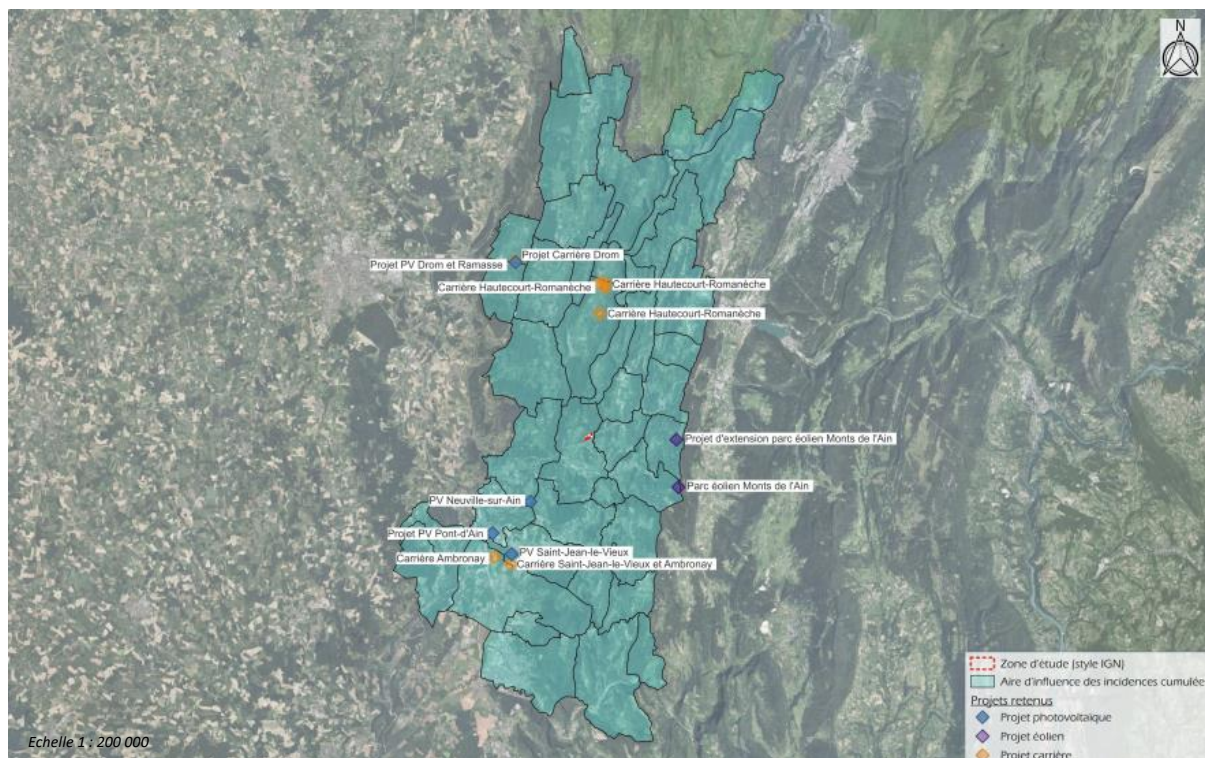 N
Projet Carrière Drom
Projet PV Drom et Ramasse
Carrière Hautecourt-Romanèche
Carrière Hautecourt-Romanèche
Carrière Hautecourt-Romanèche
Projet d'extension parc éolien Monts de l'Ain
Parc éolien Monts de l'Ain
PV Neuville-sur-Ain
Projet PV Pont-d'Ain
PV Saint-Jean-le-Vieux
Carrière Ambronay
Carrière Saint-Jean-le-Vieux et Ambronay
Zone d'étude (style IGN)
Aire d'influence des incidences cumulée
Projets retenus
Projet photovoltaïque
Projet éolien
Projet carrière
Echelle 1 : 200 000